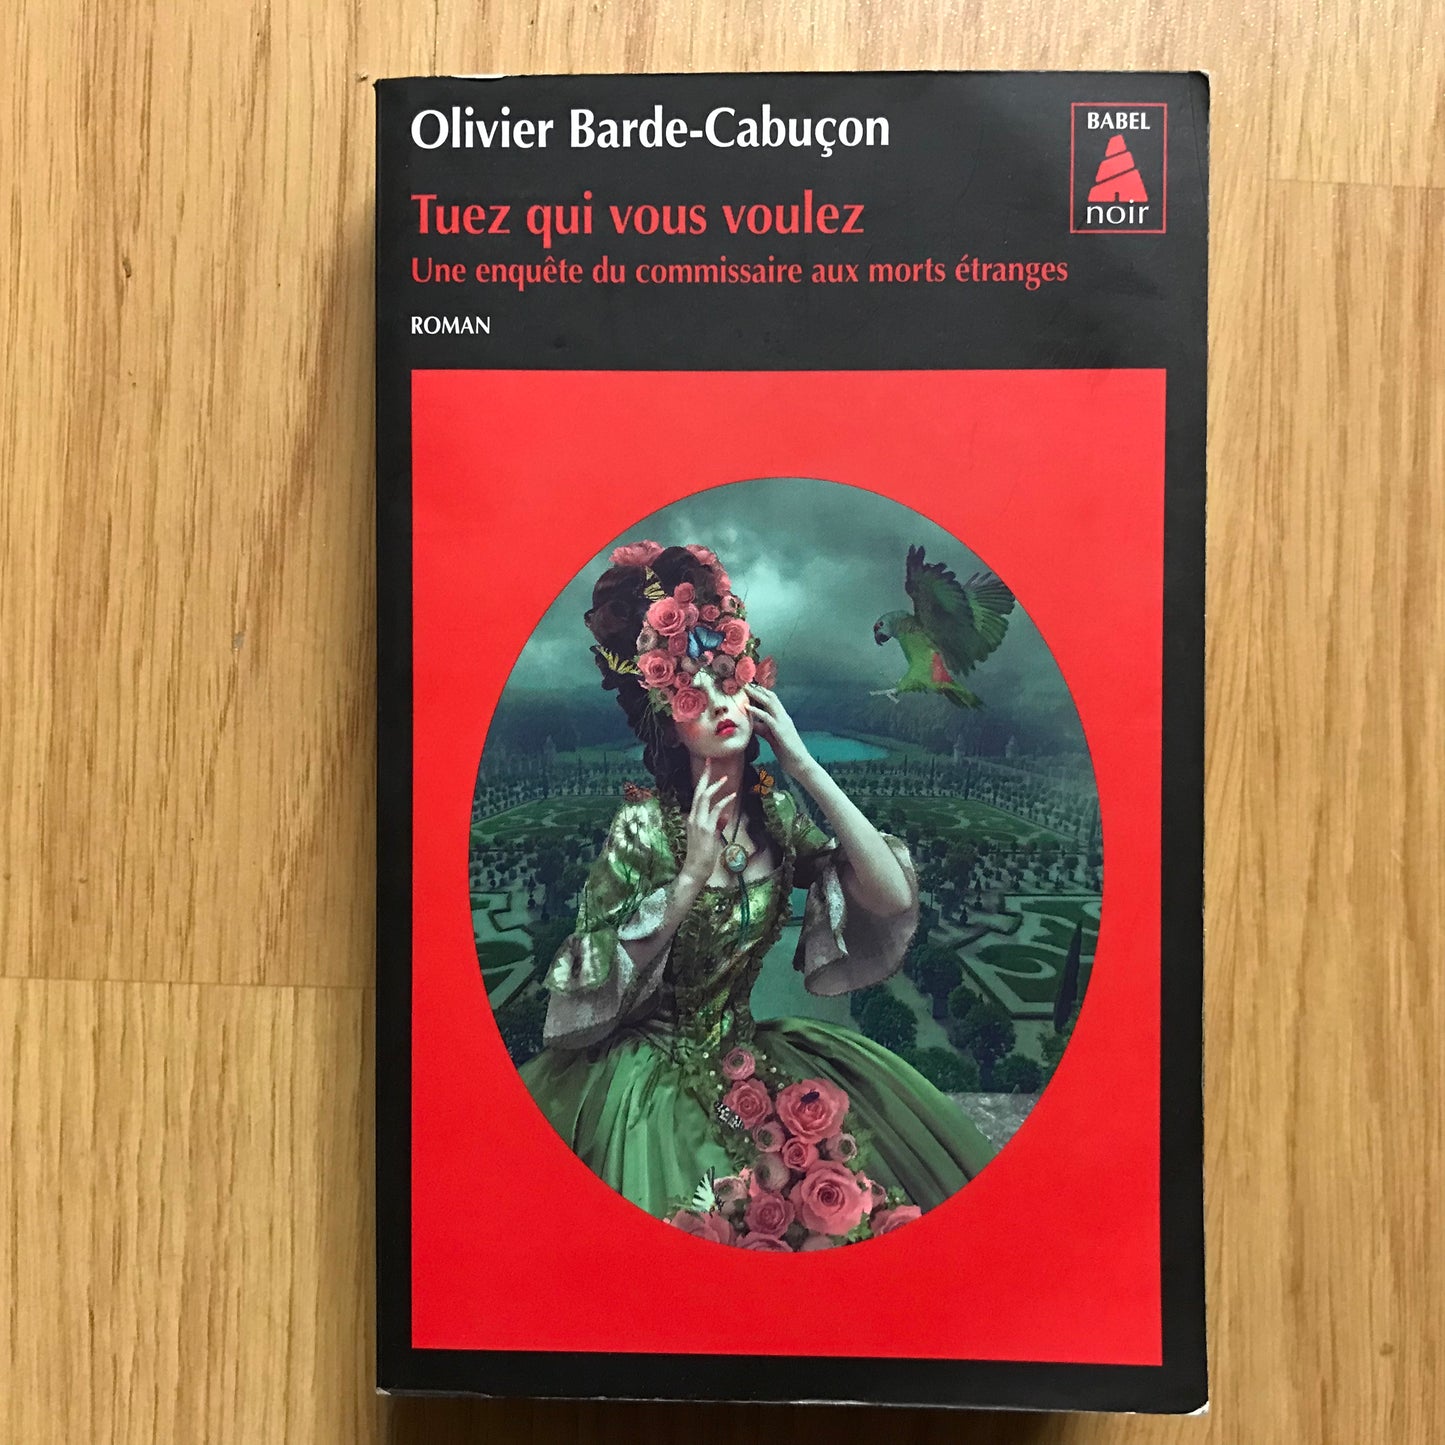 Olivier Barde-Cabuçon
Tuez qui vous voulez
Une enquête du commissaire aux morts étranges
ROMAN
BABEL
noir